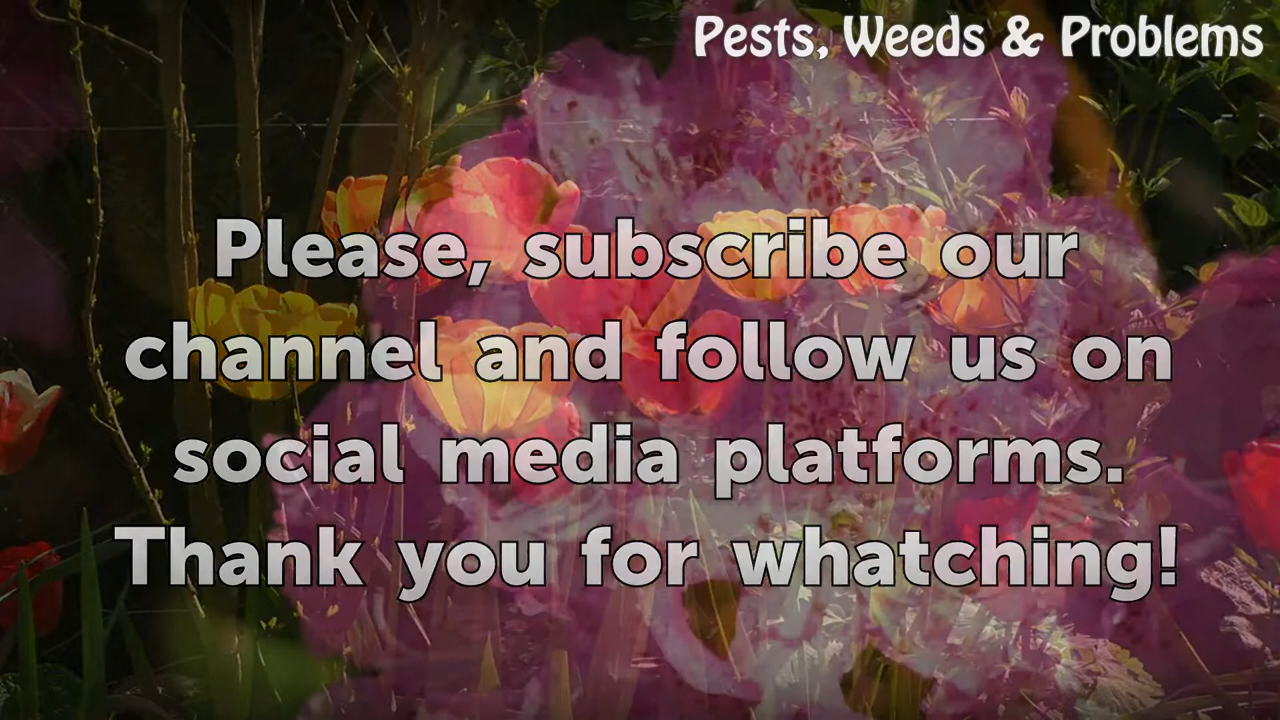 Pests, Weeds & Problems
Please, subscribe our
channel and follow us on
social media platforms.
Thank you for whatching!